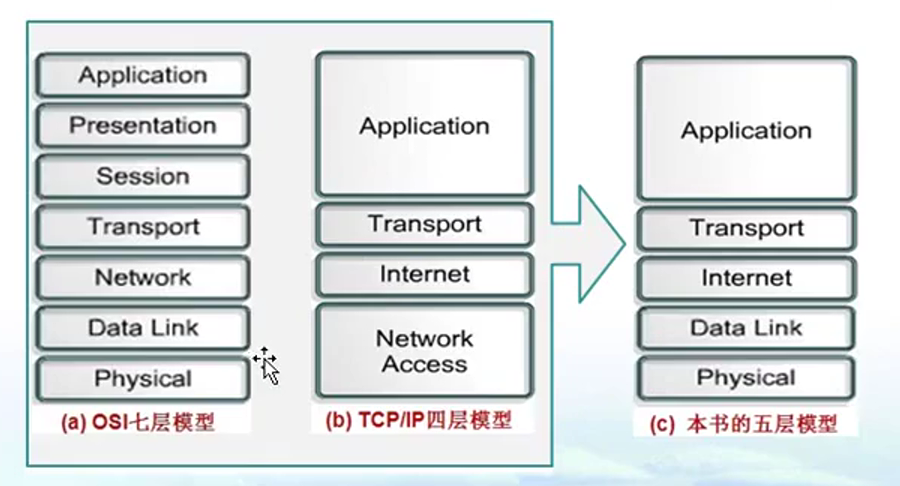 Application
Presentation
Session
Transport
Network
Data Link
Physical
(a) OSI七层模型
Application
Transport
Internet
Network
Access
(b) TCP/IP四层模型
Application
Transport
Internet
Data Link
Physical
(c) 本书的五层模型